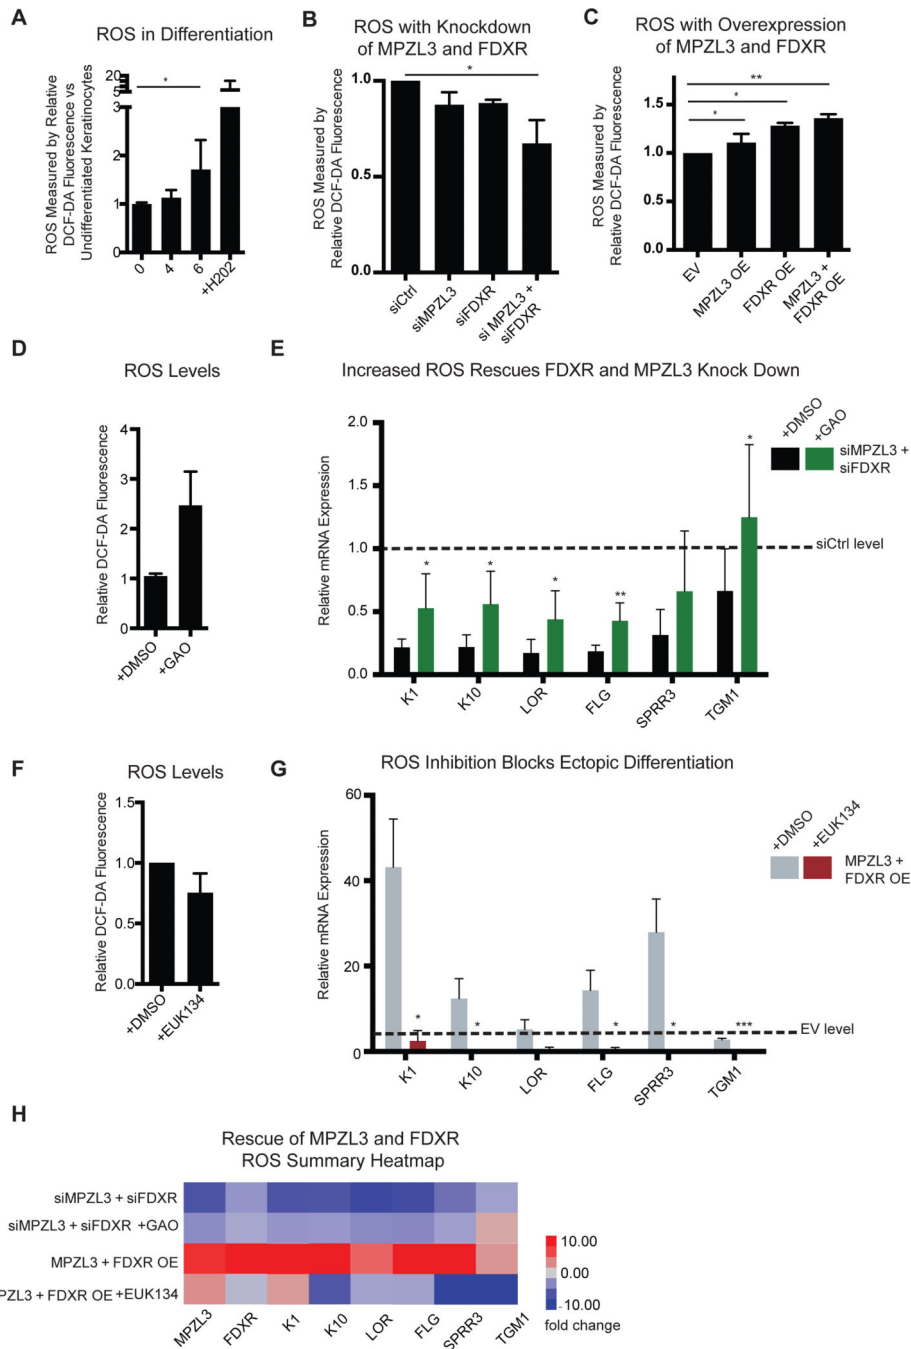 A
ROS in Differentiation
ROS Measured by Relative
DCF-DA Fluorescence vs
Undifferentiated Keratinocytes
20
5
3
2
1
0
4
6
+H202
*
B
ROS with Knockdown
of MPZL3 and FDXR
ROS Measured by
Relative DCF-DA Fluorescence
1.0
0.5
0.0
*
siCtrl
siMPZL3
siFDXR
si MPZL3 +
siFDXR
C
ROS with Overexpression
of MPZL3 and FDXR
ROS Measured by
Relative DCF-DA Fluorescence
1.5
1.0
0.5
0.0
**
*
*
EV
MPZL3 OE
FDXR OE
MPZL3 +
FDXR OE
D
ROS Levels
Relative DCF-DA Fluorescence
4
3
2
1
0
+DMSO
+GAO
E
Increased ROS Rescues FDXR and MPZL3 Knock Down
Relative mRNA Expression
2.0
1.5
1.0
0.5
0.0
*
*
*
**
*
siCtrl level
+DMSO
+GAO
siMPZL3 +
siFDXR
K1
K10
LOR
FLG
SPRR3
TGM1
F
ROS Levels
Relative DCF-DA Fluorescence
1.5
1.0
0.5
0.0
+DMSO
+EUK134
G
ROS Inhibition Blocks Ectopic Differentiation
Relative mRNA Expression
60
40
20
0
*
*
*
*
***
EV level
+DMSO
+EUK134
MPZL3 +
FDXR OE
K1
K10
LOR
FLG
SPRR3
TGM1
H
Rescue of MPZL3 and FDXR
ROS Summary Heatmap
siMPZL3 + siFDXR
siMPZL3 + siFDXR +GAO
MPZL3 + FDXR OE
PZL3 + FDXR OE +EUK134
MPZL3
FDXR
K1
K10
LOR
FLG
SPRR3
TGM1
10.00
0.00
-10.00
fold change